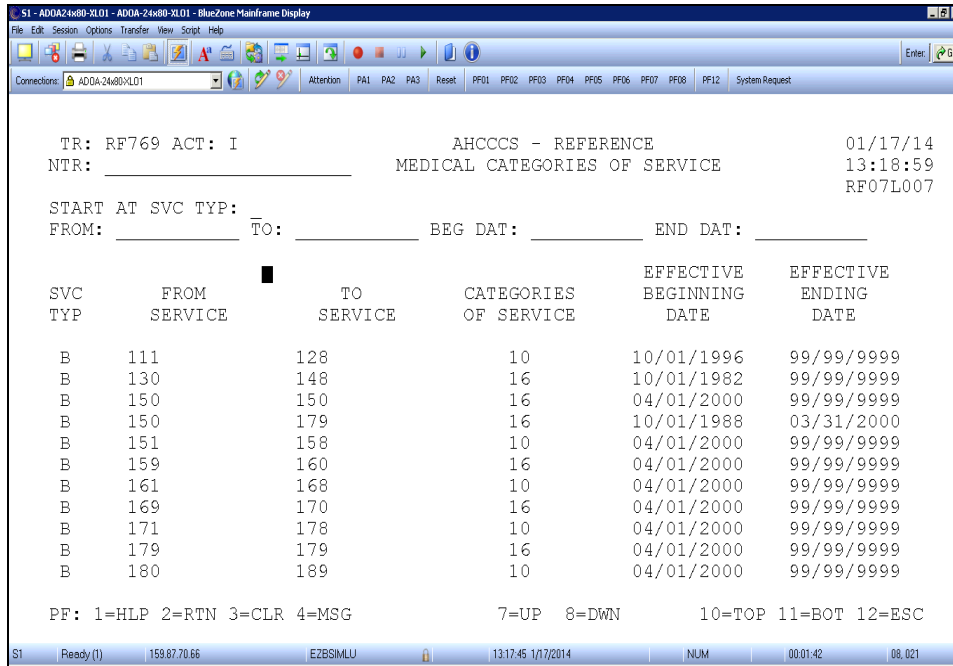 S1 - ADOA24x80-XLO1 - ADOA-24x80-XLO1 - BlueZone Mainframe Display
File Edit Session Options Transfer View Script Help
Enter:
Connections: ADOA-24x80-XLO1 Attention PA1 PA2 PA3 Reset PF01 PF02 PF03 PF04 PF05 PF06 PF07 PF08 PF12 System Request
TR: RF769 ACT: I AHCCCS - REFERENCE 01/17/14
NTR: MEDICAL CATEGORIES OF SERVICE 13:18:59
RF07L007
START AT SVC TYP:
FROM: TO: BEG DAT: END DAT:
EFFECTIVE EFFECTIVE
SVC FROM TO CATEGORIES BEGINNING ENDING
TYP SERVICE SERVICE OF SERVICE DATE DATE
B 111 128 10 10/01/1996 99/99/9999
B 130 148 16 10/01/1982 99/99/9999
B 150 150 16 04/01/2000 99/99/9999
B 150 179 16 10/01/1988 03/31/2000
B 151 158 10 04/01/2000 99/99/9999
B 159 160 16 04/01/2000 99/99/9999
B 161 168 10 04/01/2000 99/99/9999
B 169 170 16 04/01/2000 99/99/9999
B 171 178 10 04/01/2000 99/99/9999
B 179 179 16 04/01/2000 99/99/9999
B 180 189 10 04/01/2000 99/99/9999
PF: 1=HLP 2=RTN 3=CLR 4=MSG 7=UP 8=DWN 10=TOP 11=BOT 12=ESC
S1 Ready (1) 159.87.70.66 EZBSIMLU 13:17:45 1/17/2014 NUM 00:01:42 08, 021